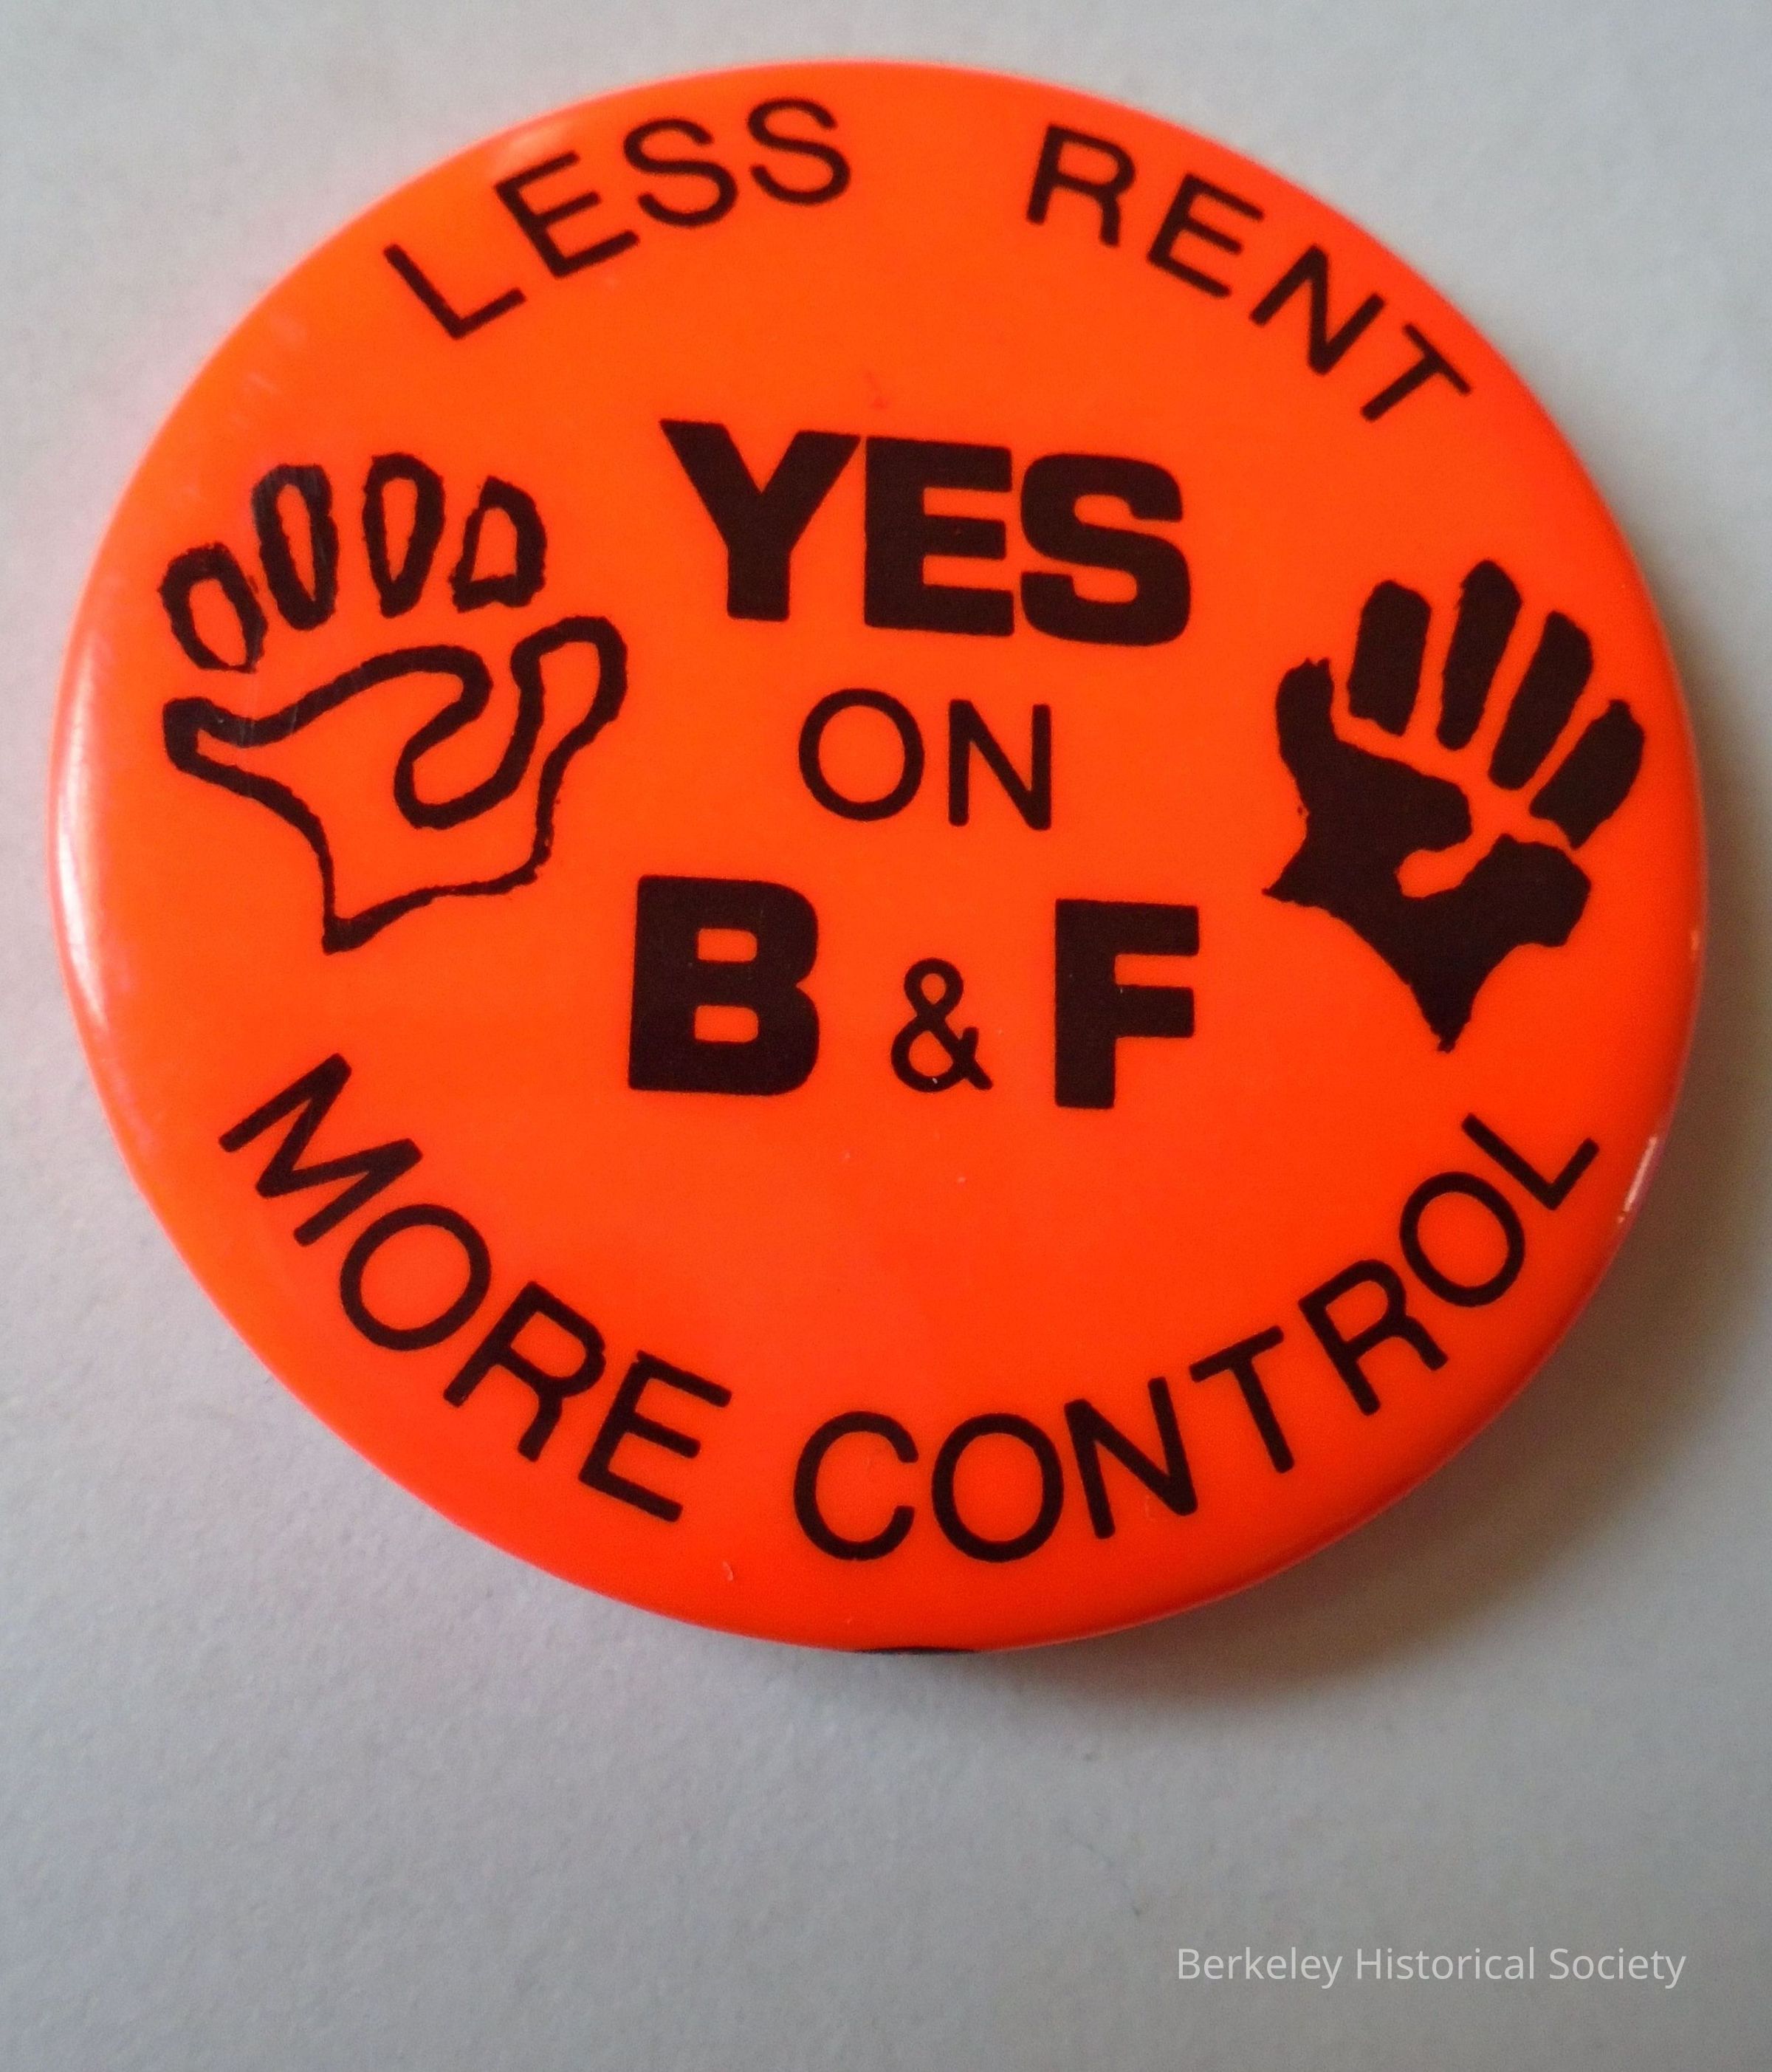 LESS RENT
YES
ON
B & F
MORE CONTROL
Berkeley Historical Society